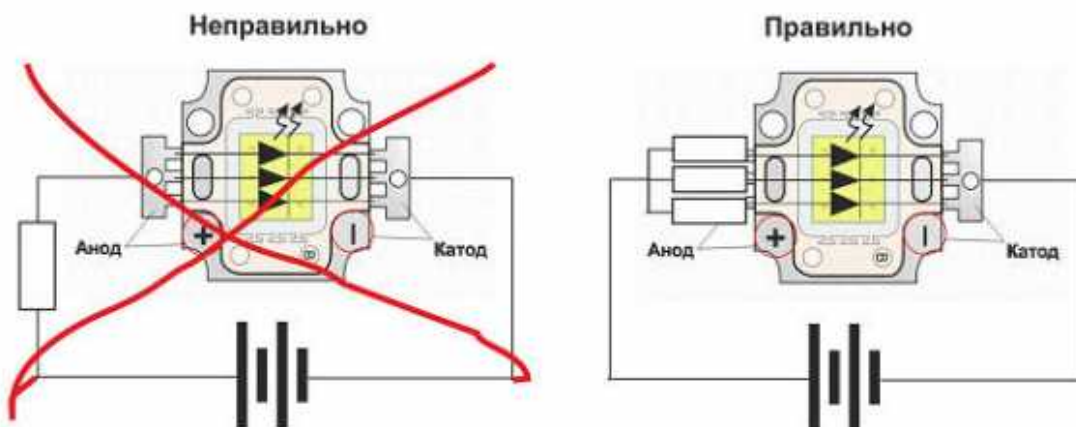 Неправильно
Правильно
Анод
+
−
Катод
B
Анод
+
−
Катод
B